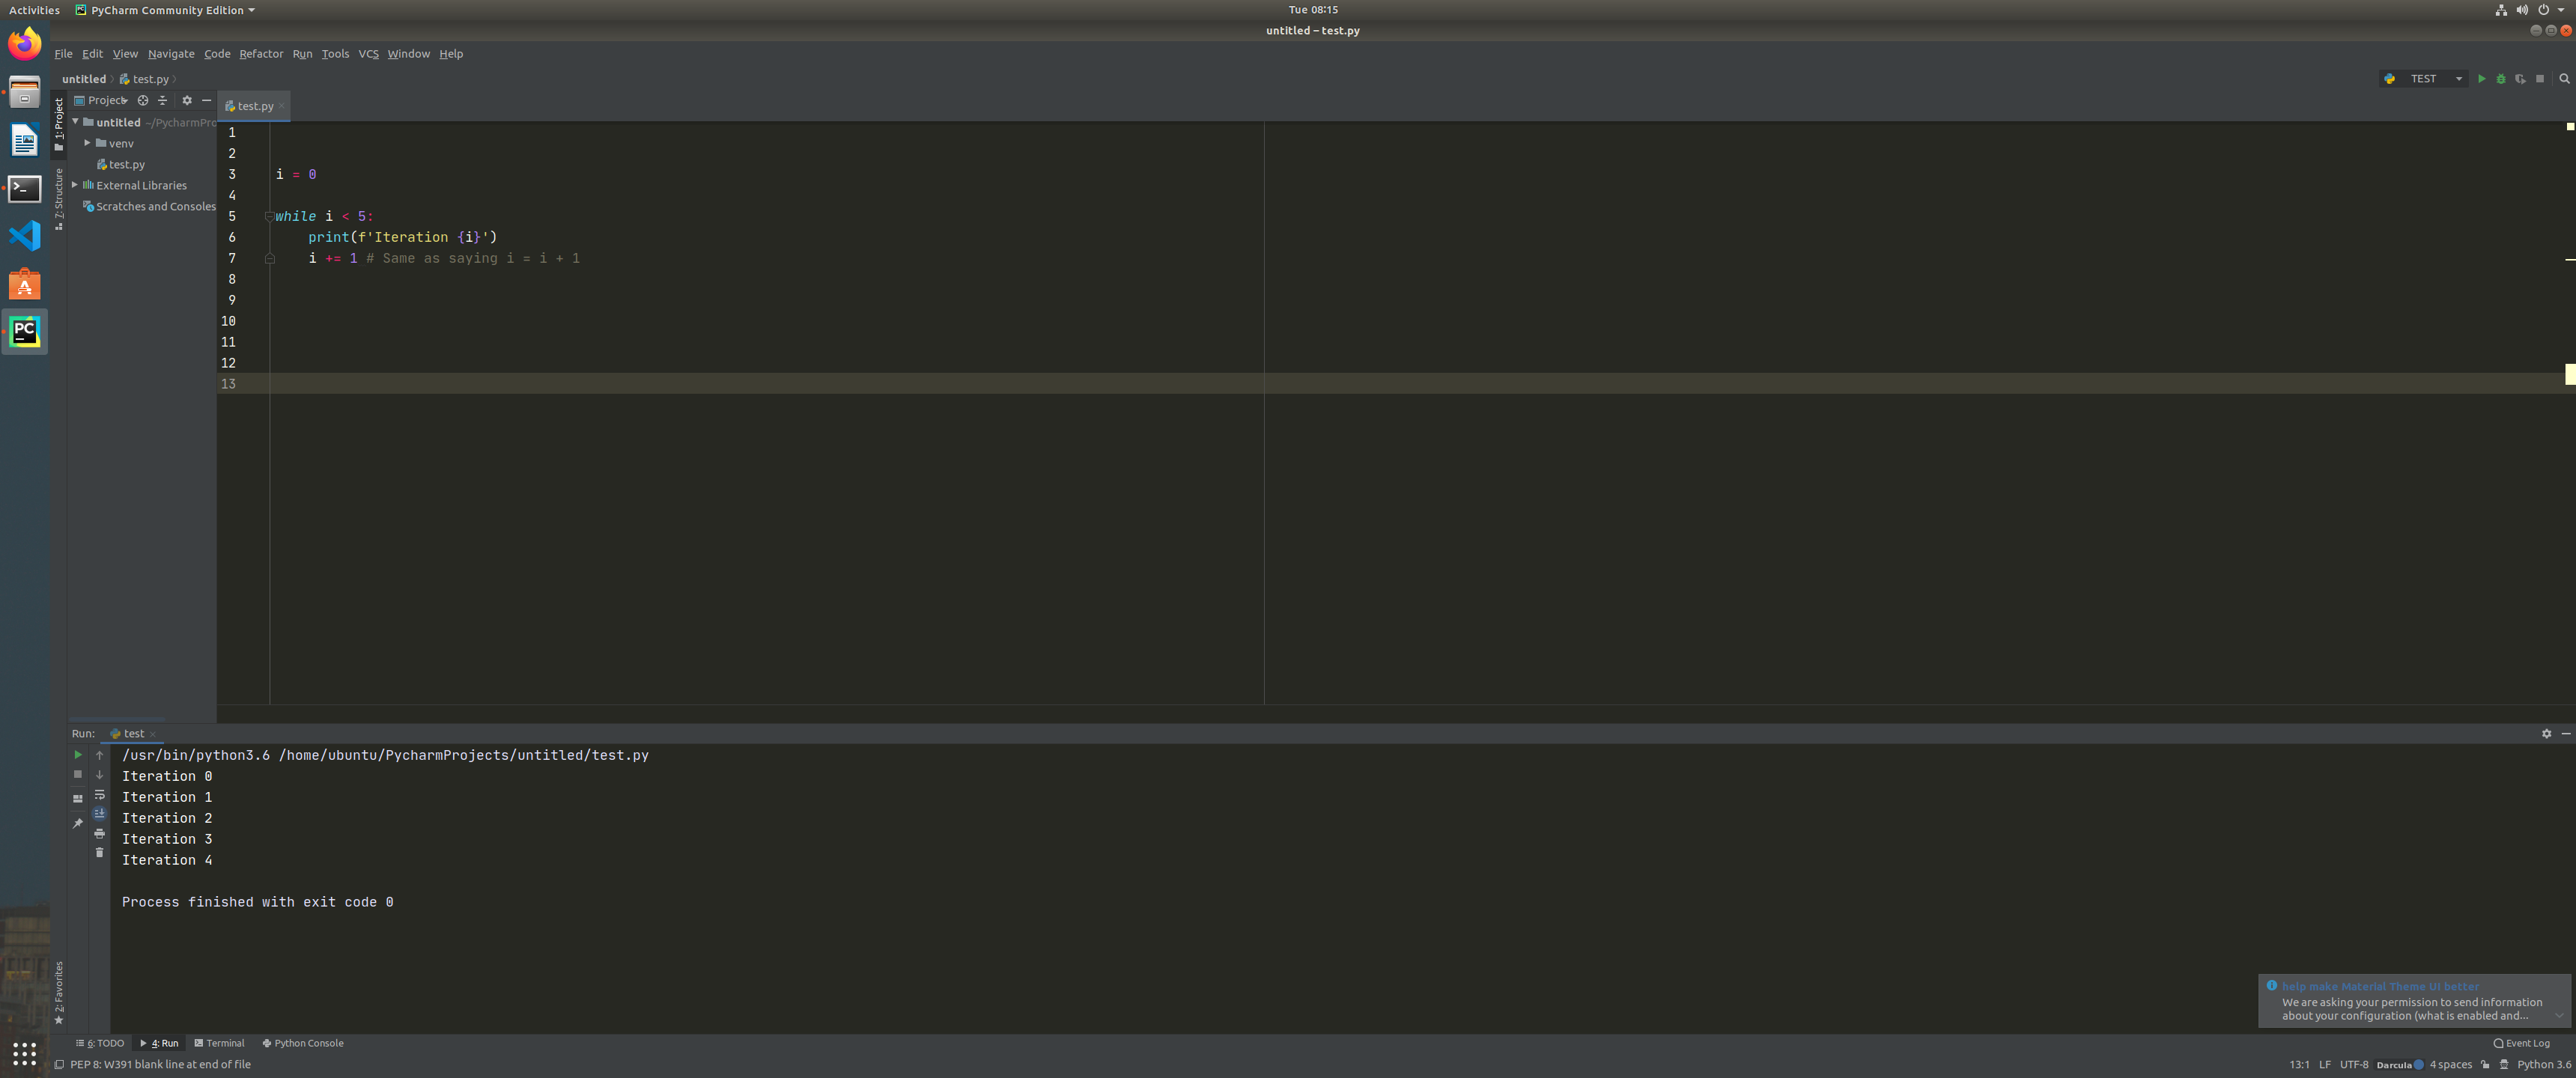 Activities PyCharm Community Edition Tue 08:15
untitled – test.py
File Edit View Navigate Code Refactor Run Tools VCS Window Help
untitled test.py TEST
1: Project
Project
test.py
untitled ~/PycharmPro
venv
test.py
External Libraries
Scratches and Consoles
7: Structure
1
2
3 i = 0
4
5 while i < 5:
6 print(f'Iteration {i}')
7 i += 1 # Same as saying i = i + 1
8
9
10
11
12
13
PC
Run: test
/usr/bin/python3.6 /home/ubuntu/PycharmProjects/untitled/test.py
Iteration 0
Iteration 1
Iteration 2
Iteration 3
Iteration 4
Process finished with exit code 0
2: Favorites
help make Material Theme UI better
We are asking your permission to send information
about your configuration (what is enabled and...
6: TODO 4: Run Terminal Python Console Event Log
PEP 8: W391 blank line at end of file 13:1 LF UTF-8 Darcula 4 spaces Python 3.6